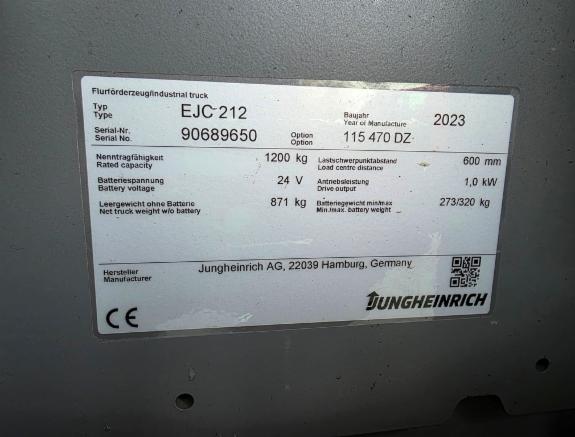 Flurförderzeug/industrial truck
Typ
Type
EJC 212
Baujahr
Year of Manufacture
2023
Serial-Nr.
Serial No.
90689650
Option
Option
115 470 DZ
Nenntragfähigkeit
Rated capacity
1200 kg
Lastschwerpunktabstand
Load centre distance
600 mm
Batteriespannung
Battery voltage
24 V
Antriebsleistung
Drive output
1,0 kW
Leergewicht ohne Batterie
Net truck weight w/o battery
871 kg
Batteriegewicht min/max
Min./max. battery weight
273/320 kg
Hersteller
Manufacturer
Jungheinrich AG, 22039 Hamburg, Germany
CE
JUNGHEINRICH